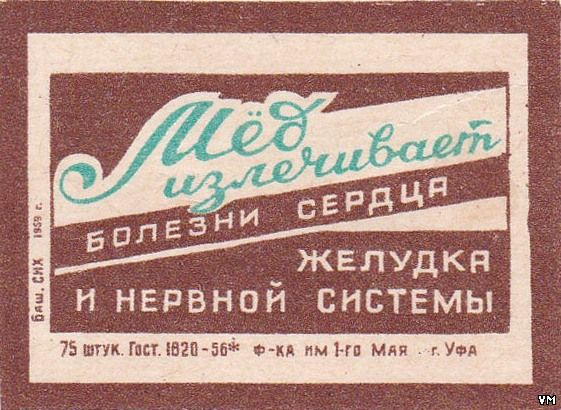 Мёд
излечивает
БОЛЕЗНИ СЕРДЦА
ЖЕЛУДКА
И НЕРВНОЙ СИСТЕМЫ
Баш. СНХ 1959 г.
75 штук. Гост. 1820-56* Ф-КА ИМ 1-го МАЯ г. УФА
VM